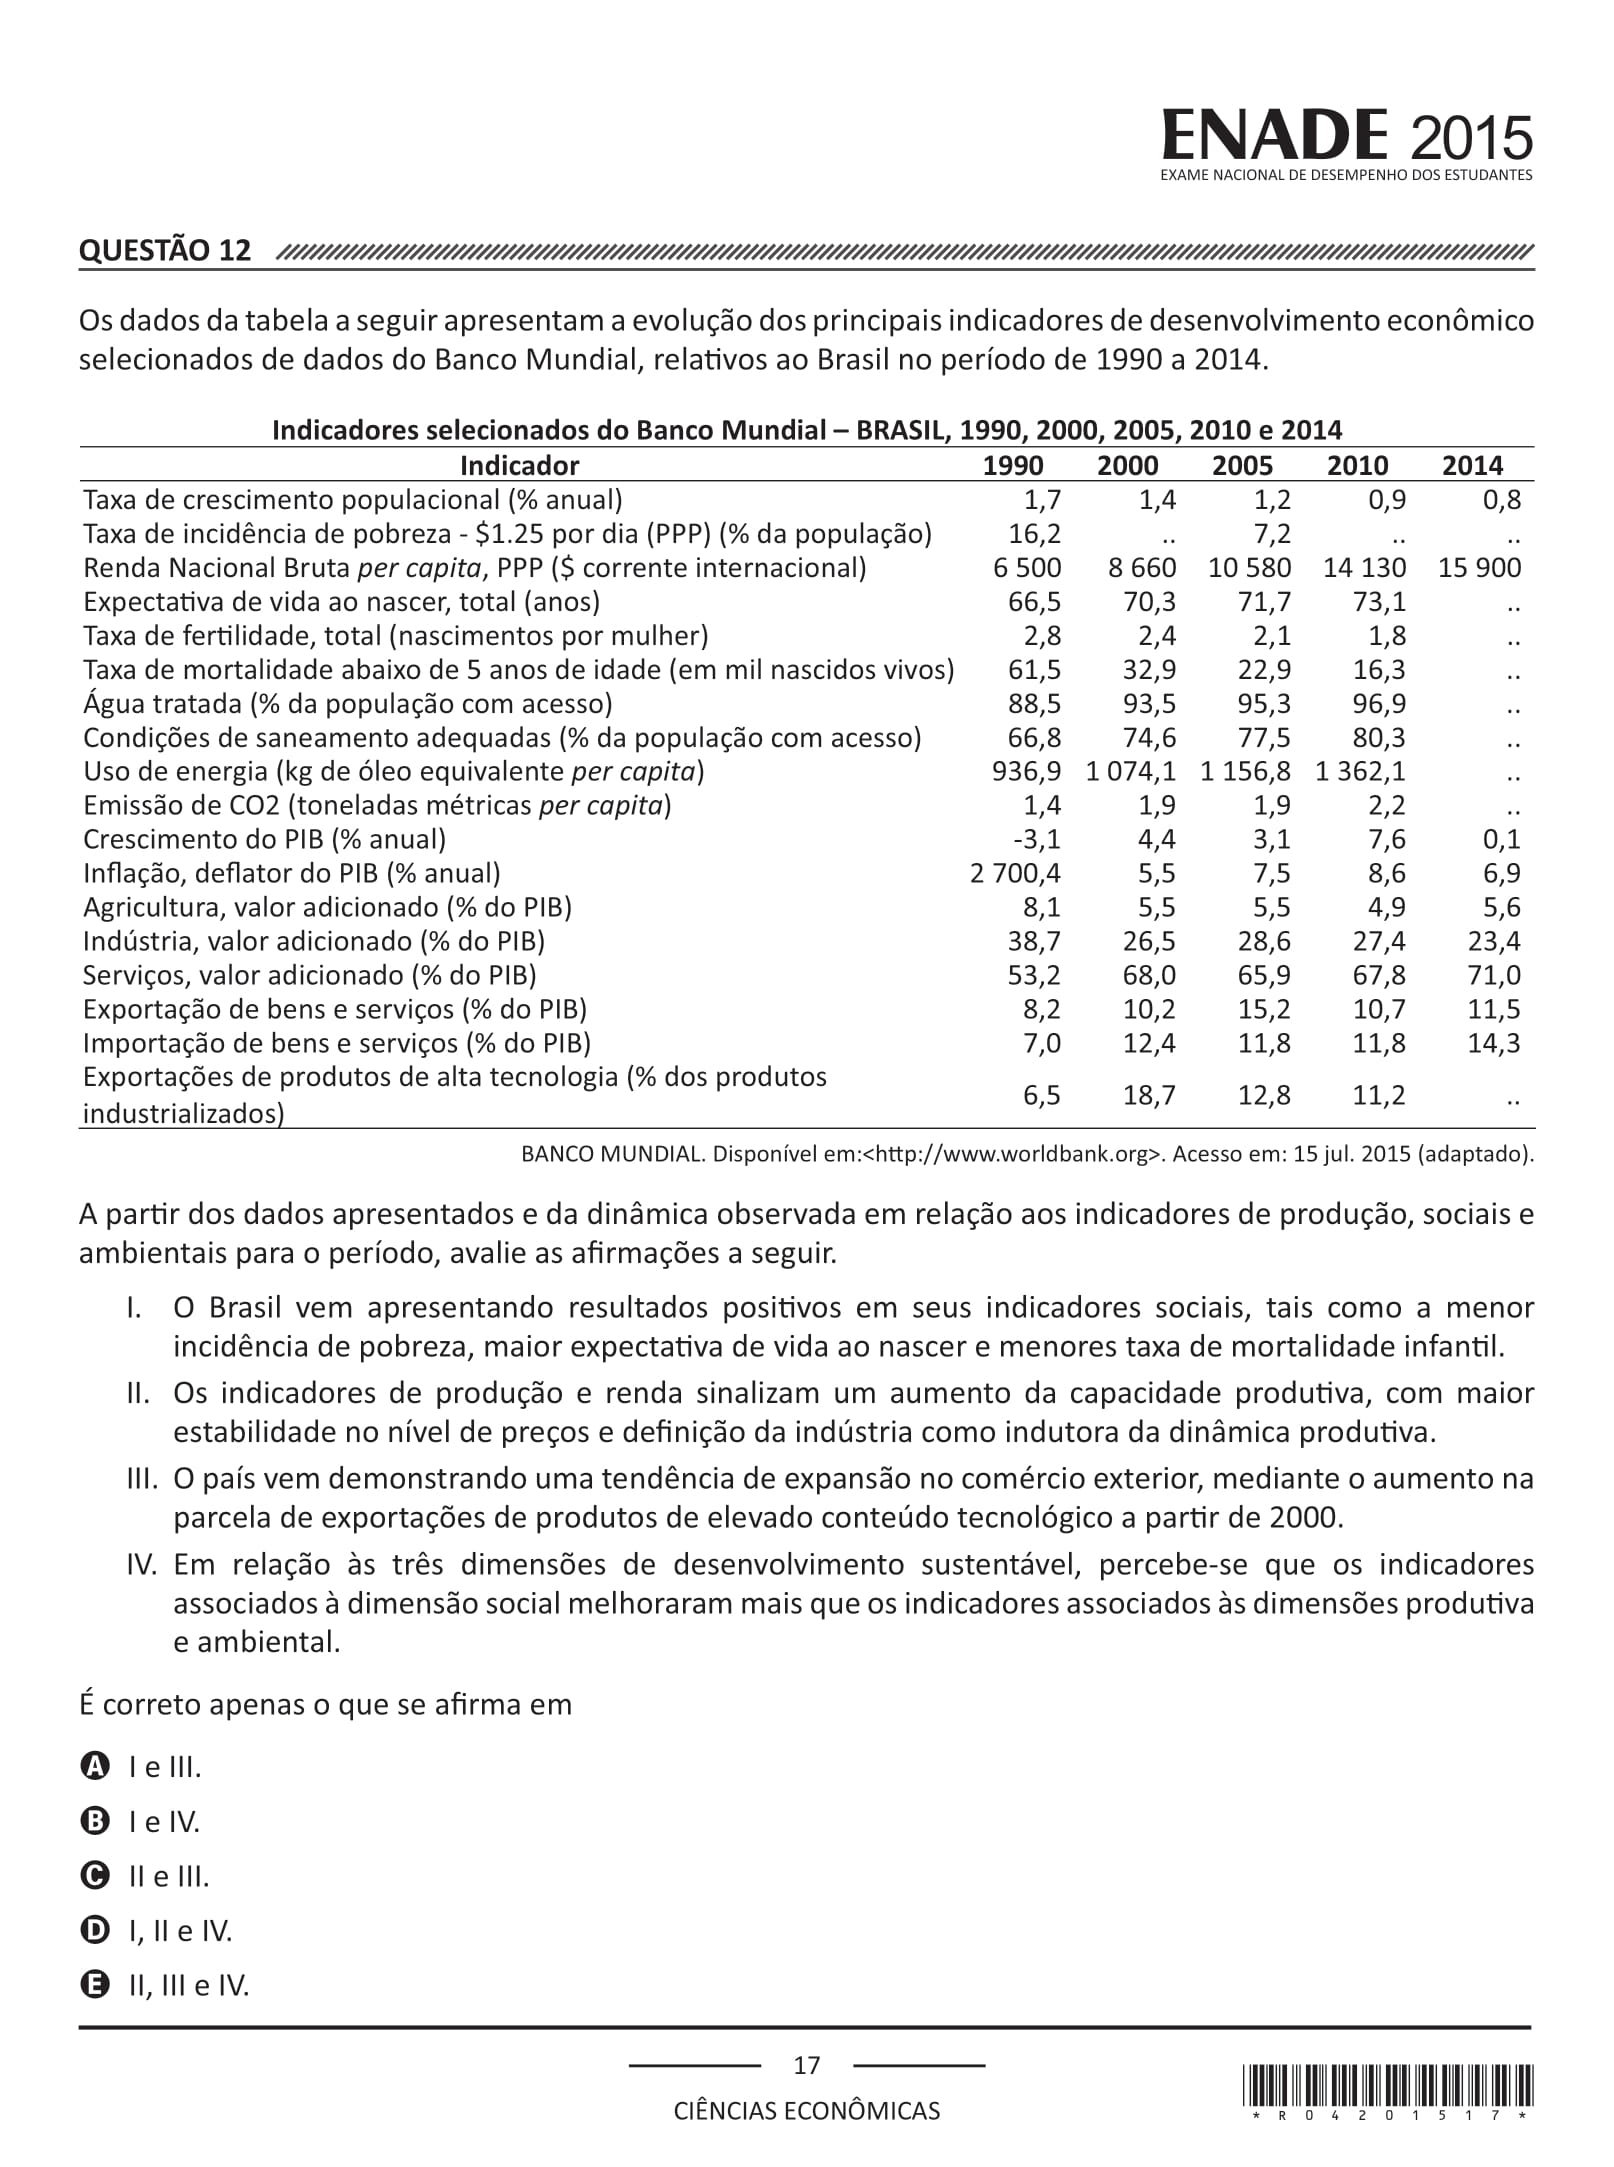 ENADE 2015
EXAME NACIONAL DE DESEMPENHO DOS ESTUDANTES
QUESTÃO 12
Os dados da tabela a seguir apresentam a evolução dos principais indicadores de desenvolvimento econômico
selecionados de dados do Banco Mundial, relativos ao Brasil no período de 1990 a 2014.
Indicadores selecionados do Banco Mundial – BRASIL, 1990, 2000, 2005, 2010 e 2014
Indicador 1990 2000 2005 2010 2014
Taxa de crescimento populacional (% anual) 1,7 1,4 1,2 0,9 0,8
Taxa de incidência de pobreza - $1.25 por dia (PPP) (% da população) 16,2 .. 7,2 .. ..
Renda Nacional Bruta per capita, PPP ($ corrente internacional) 6 500 8 660 10 580 14 130 15 900
Expectativa de vida ao nascer, total (anos) 66,5 70,3 71,7 73,1 ..
Taxa de fertilidade, total (nascimentos por mulher) 2,8 2,4 2,1 1,8 ..
Taxa de mortalidade abaixo de 5 anos de idade (em mil nascidos vivos) 61,5 32,9 22,9 16,3 ..
Água tratada (% da população com acesso) 88,5 93,5 95,3 96,9 ..
Condições de saneamento adequadas (% da população com acesso) 66,8 74,6 77,5 80,3 ..
Uso de energia (kg de óleo equivalente per capita) 936,9 1 074,1 1 156,8 1 362,1 ..
Emissão de CO2 (toneladas métricas per capita) 1,4 1,9 1,9 2,2 ..
Crescimento do PIB (% anual) -3,1 4,4 3,1 7,6 0,1
Inflação, deflator do PIB (% anual) 2 700,4 5,5 7,5 8,6 6,9
Agricultura, valor adicionado (% do PIB) 8,1 5,5 5,5 4,9 5,6
Indústria, valor adicionado (% do PIB) 38,7 26,5 28,6 27,4 23,4
Serviços, valor adicionado (% do PIB) 53,2 68,0 65,9 67,8 71,0
Exportação de bens e serviços (% do PIB) 8,2 10,2 15,2 10,7 11,5
Importação de bens e serviços (% do PIB) 7,0 12,4 11,8 11,8 14,3
Exportações de produtos de alta tecnologia (% dos produtos
industrializados) 6,5 18,7 12,8 11,2 ..
BANCO MUNDIAL. Disponível em:<http://www.worldbank.org>. Acesso em: 15 jul. 2015 (adaptado).
A partir dos dados apresentados e da dinâmica observada em relação aos indicadores de produção, sociais e
ambientais para o período, avalie as afirmações a seguir.
I. O Brasil vem apresentando resultados positivos em seus indicadores sociais, tais como a menor
incidência de pobreza, maior expectativa de vida ao nascer e menores taxa de mortalidade infantil.
II. Os indicadores de produção e renda sinalizam um aumento da capacidade produtiva, com maior
estabilidade no nível de preços e definição da indústria como indutora da dinâmica produtiva.
III. O país vem demonstrando uma tendência de expansão no comércio exterior, mediante o aumento na
parcela de exportações de produtos de elevado conteúdo tecnológico a partir de 2000.
IV. Em relação às três dimensões de desenvolvimento sustentável, percebe-se que os indicadores
associados à dimensão social melhoraram mais que os indicadores associados às dimensões produtiva
e ambiental.
É correto apenas o que se afirma em
A I e III.
B I e IV.
C II e III.
D I, II e IV.
E II, III e IV.
17
CIÊNCIAS ECONÔMICAS
* R 0 4 2 0 1 5 1 7 *